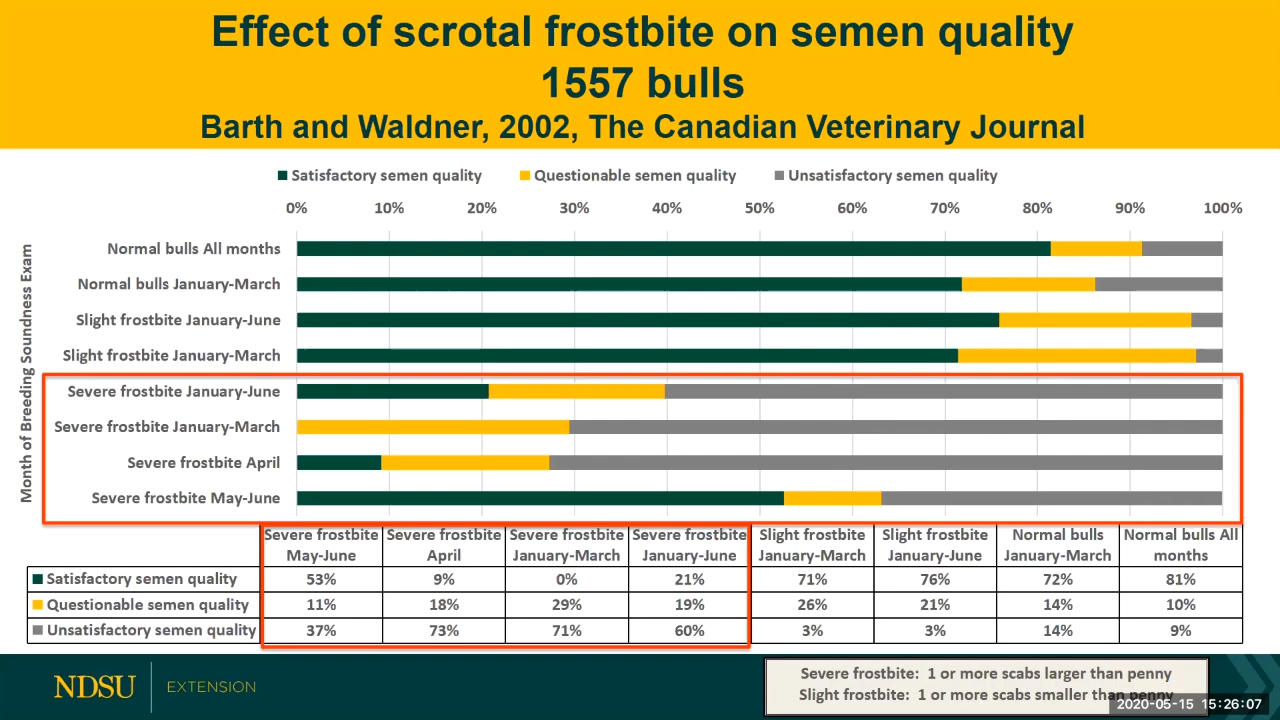 Effect of scrotal frostbite on semen quality
1557 bulls
Barth and Waldner, 2002, The Canadian Veterinary Journal
Satisfactory semen quality Questionable semen quality Unsatisfactory semen quality
0% 10% 20% 30% 40% 50% 60% 70% 80% 90% 100%
Month of Breeding Soundness Exam
Normal bulls All months
Normal bulls January-March
Slight frostbite January-June
Slight frostbite January-March
Severe frostbite January-June
Severe frostbite January-March
Severe frostbite April
Severe frostbite May-June
Severe frostbite Severe frostbite Severe frostbite Severe frostbite Slight frostbite Slight frostbite Normal bulls Normal bulls All
May-June April January-March January-June January-March January-June January-March months
Satisfactory semen quality 53% 9% 0% 21% 71% 76% 72% 81%
Questionable semen quality 11% 18% 29% 19% 26% 21% 14% 10%
Unsatisfactory semen quality 37% 73% 71% 60% 3% 3% 14% 9%
NDSU EXTENSION
Severe frostbite: 1 or more scabs larger than penny
Slight frostbite: 1 or more scabs smaller than penny
2020-05-15 15:26:07